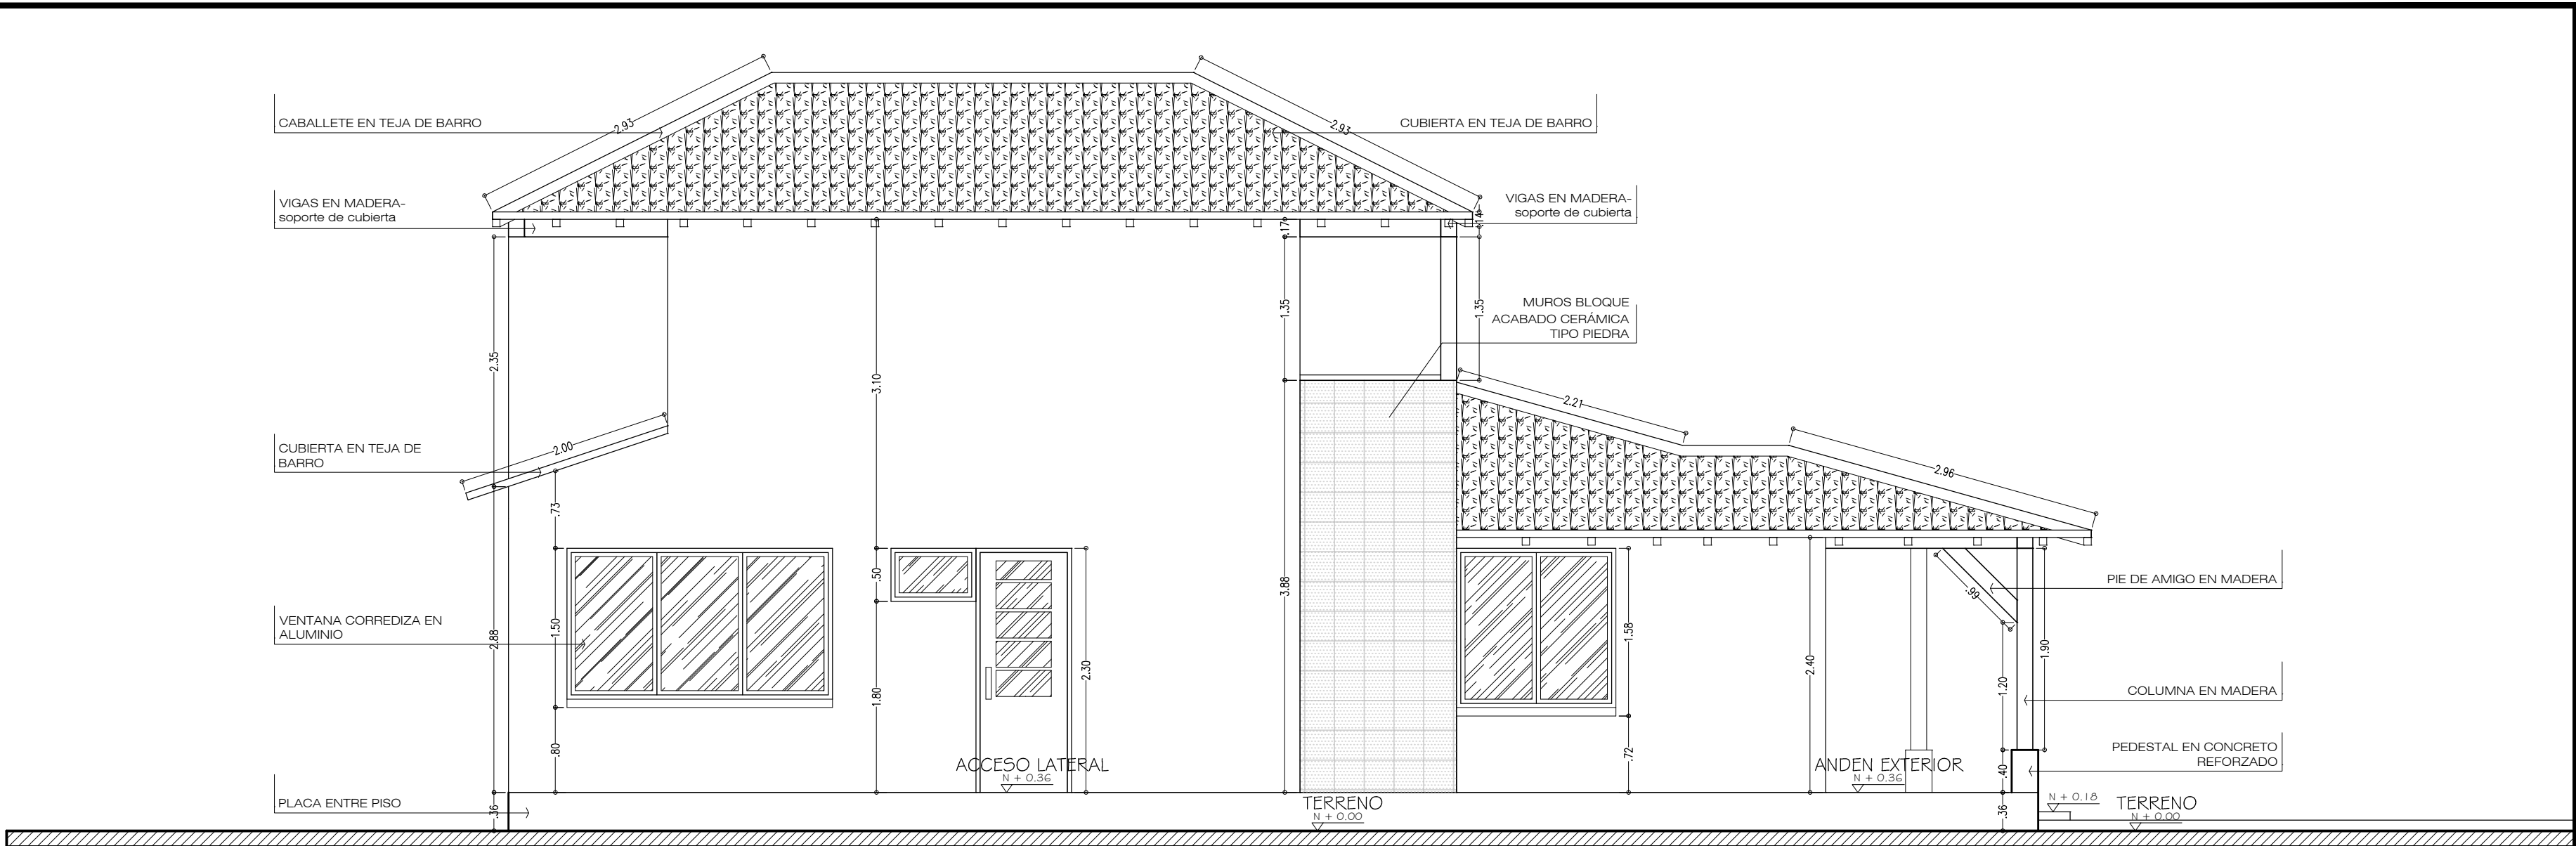 CABALLETE EN TEJA DE BARRO
2.93
2.93
CUBIERTA EN TEJA DE BARRO
VIGAS EN MADERA-
soporte de cubierta
VIGAS EN MADERA-
soporte de cubierta
.17
.14
2.35
3.10
1.35
1.35
MUROS BLOQUE
ACABADO CERÁMICA
TIPO PIEDRA
CUBIERTA EN TEJA DE
BARRO
2.00
2.21
2.96
.73
.50
3.88
2.88
1.50
1.80
2.30
1.58
2.40
.99
1.90
1.20
PIE DE AMIGO EN MADERA
VENTANA CORREDIZA EN
ALUMINIO
COLUMNA EN MADERA
.80
.72
.40
PEDESTAL EN CONCRETO
REFORZADO
ACCESO LATERAL
N + 0.36
ANDEN EXTERIOR
N + 0.36
PLACA ENTRE PISO
.36
TERRENO
N + 0.00
.36
N + 0.18
TERRENO
N + 0.00